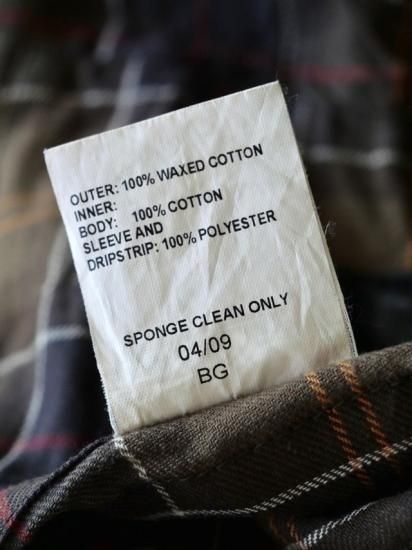 OUTER: 100% WAXED COTTON
INNER:
BODY: 100% COTTON
SLEEVE AND
DRIPSTRIP: 100% POLYESTER
SPONGE CLEAN ONLY
04/09
BG